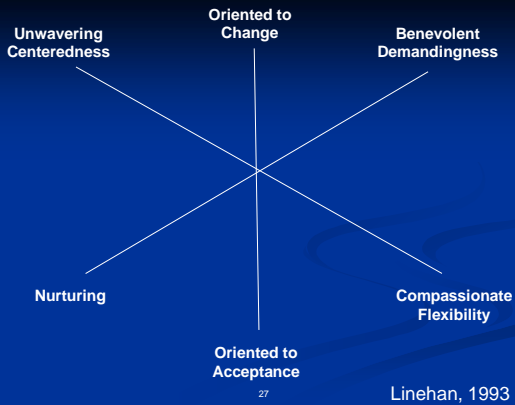 Oriented to
Change
Unwavering
Centeredness
Benevolent
Demandingness
Nurturing
Compassionate
Flexibility
Oriented to
Acceptance
27
Linehan, 1993